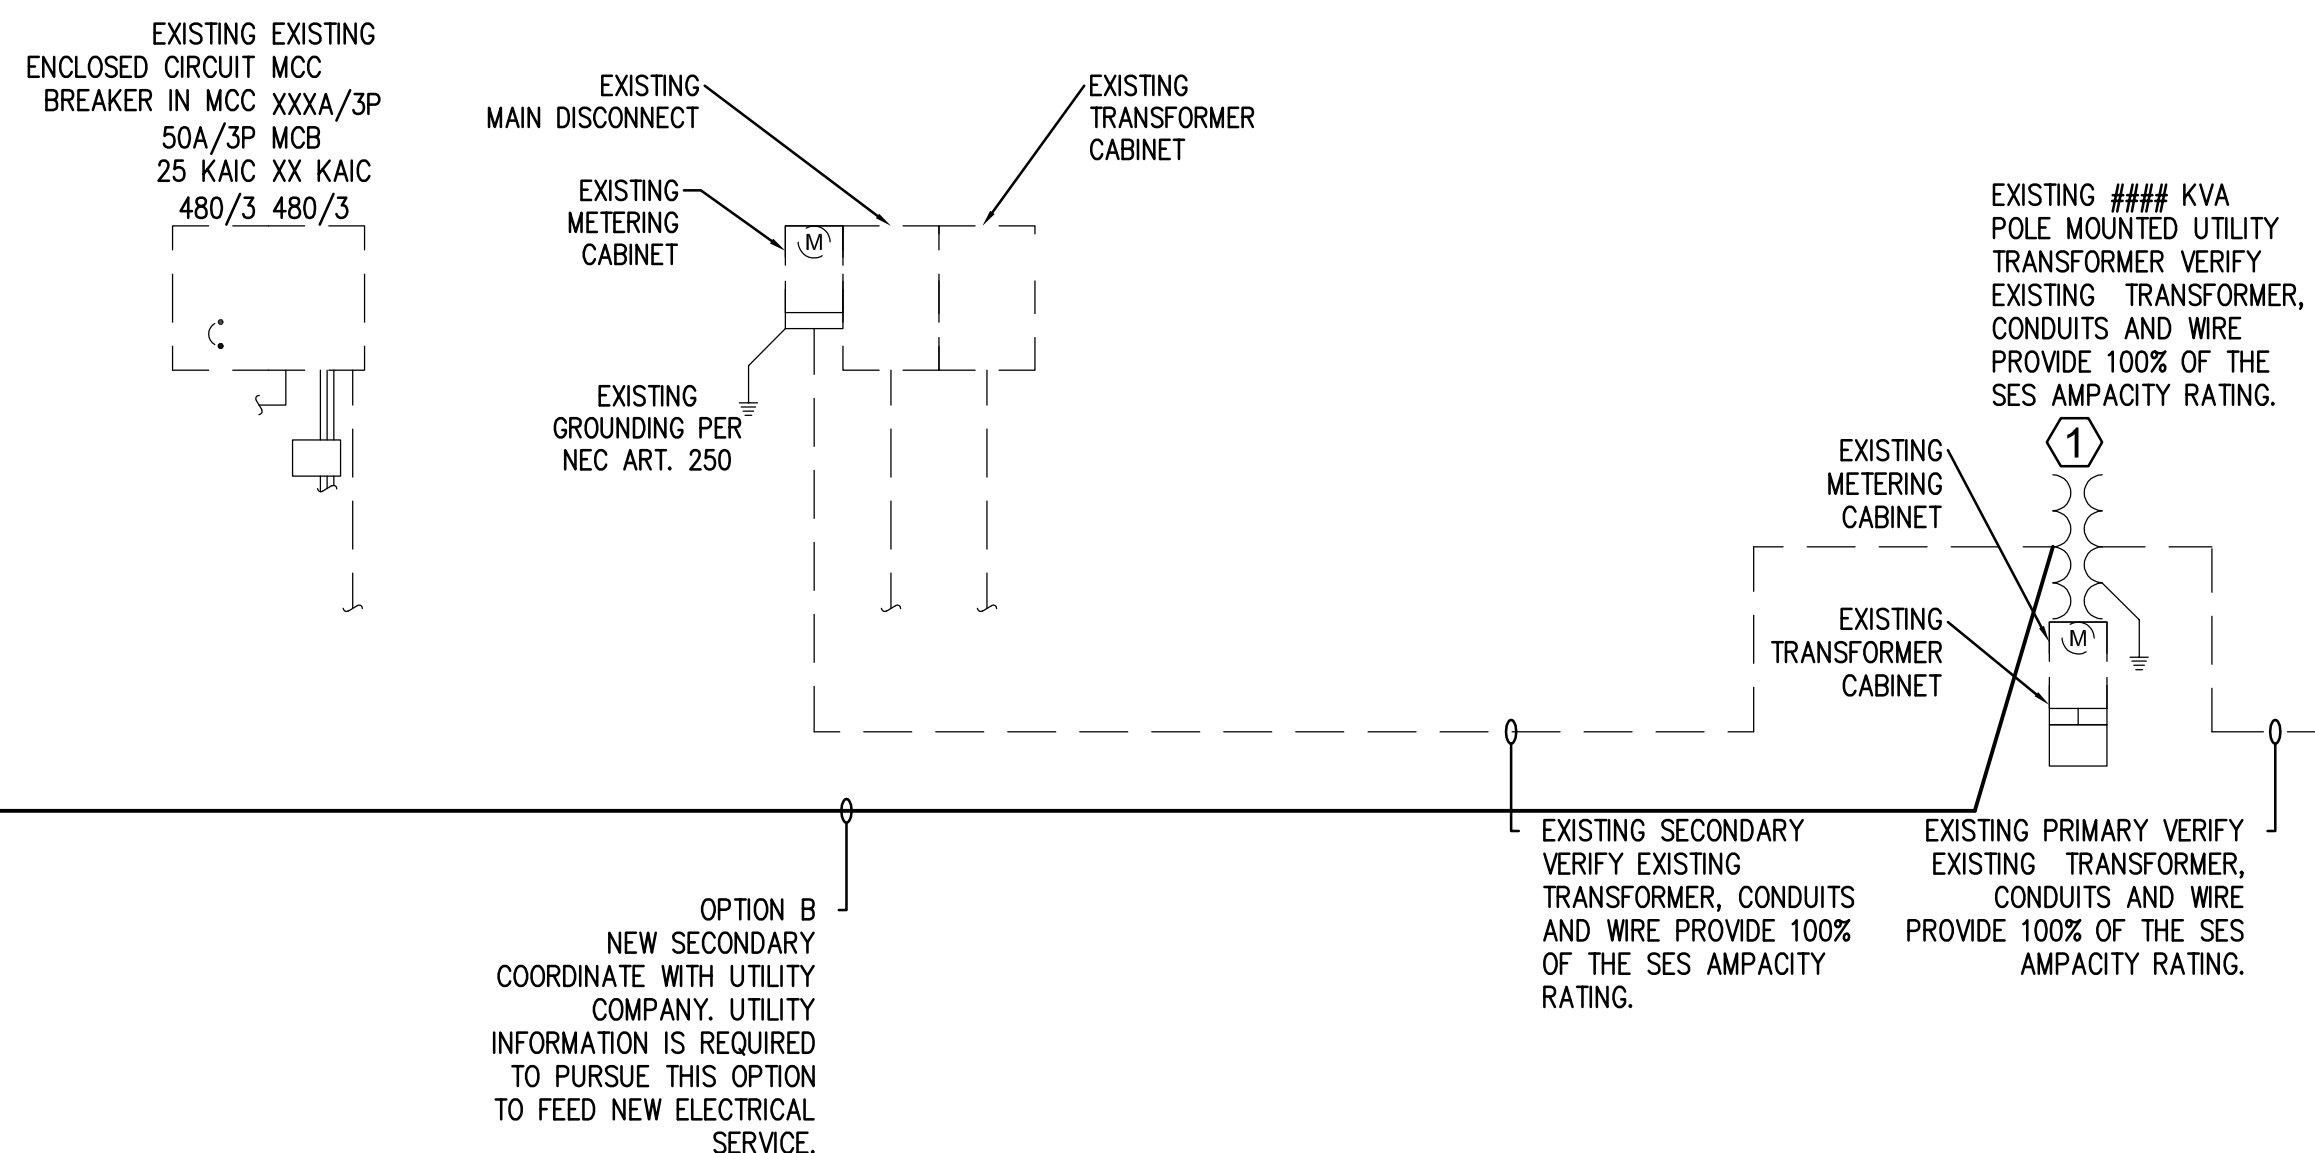 EXISTING
ENCLOSED CIRCUIT
BREAKER IN MCC
50A/3P
25 KAIC
480/3
EXISTING
MCC
XXXA/3P
MCB
XX KAIC
480/3
EXISTING
MAIN DISCONNECT
EXISTING
METERING
CABINET
EXISTING
TRANSFORMER
CABINET
M
EXISTING
GROUNDING PER
NEC ART. 250
EXISTING #### KVA
POLE MOUNTED UTILITY
TRANSFORMER VERIFY
EXISTING TRANSFORMER,
CONDUITS AND WIRE
PROVIDE 100% OF THE
SES AMPACITY RATING.
1
EXISTING
METERING
CABINET
EXISTING
TRANSFORMER
CABINET
M
OPTION B
NEW SECONDARY
COORDINATE WITH UTILITY
COMPANY. UTILITY
INFORMATION IS REQUIRED
TO PURSUE THIS OPTION
TO FEED NEW ELECTRICAL
SERVICE.
EXISTING SECONDARY
VERIFY EXISTING
TRANSFORMER, CONDUITS
AND WIRE PROVIDE 100%
OF THE SES AMPACITY
RATING.
EXISTING PRIMARY VERIFY
EXISTING TRANSFORMER,
CONDUITS AND WIRE
PROVIDE 100% OF THE SES
AMPACITY RATING.